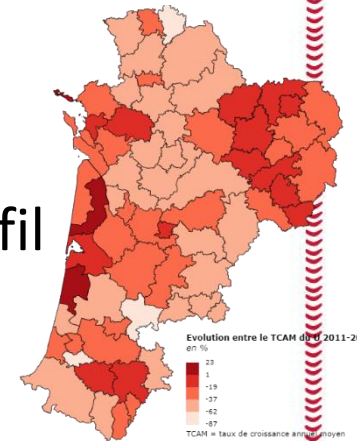 fil
Evolution entre le TCAM du 0 2011-20
en %
23
1
-19
-37
-62
-87
TCAM = taux de croissance annuel moyen